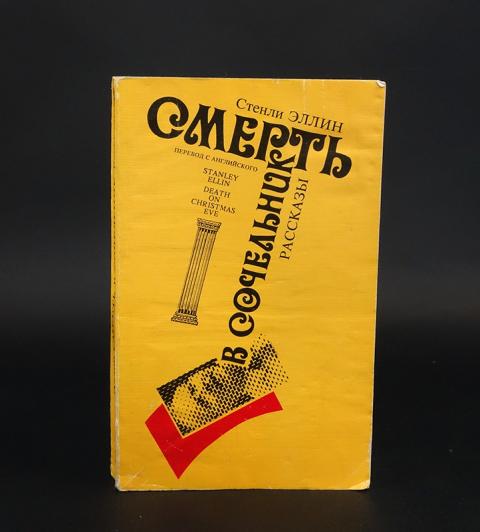 Стенли ЭЛЛИН
СМЕРТЬ
ПЕРЕВОД С АНГЛИЙСКОГО
STANLEY
ELLIN
DEATH
ON
CHRISTMAS
EVE
В СОЧЕЛЬНИК
РАССКАЗЫ